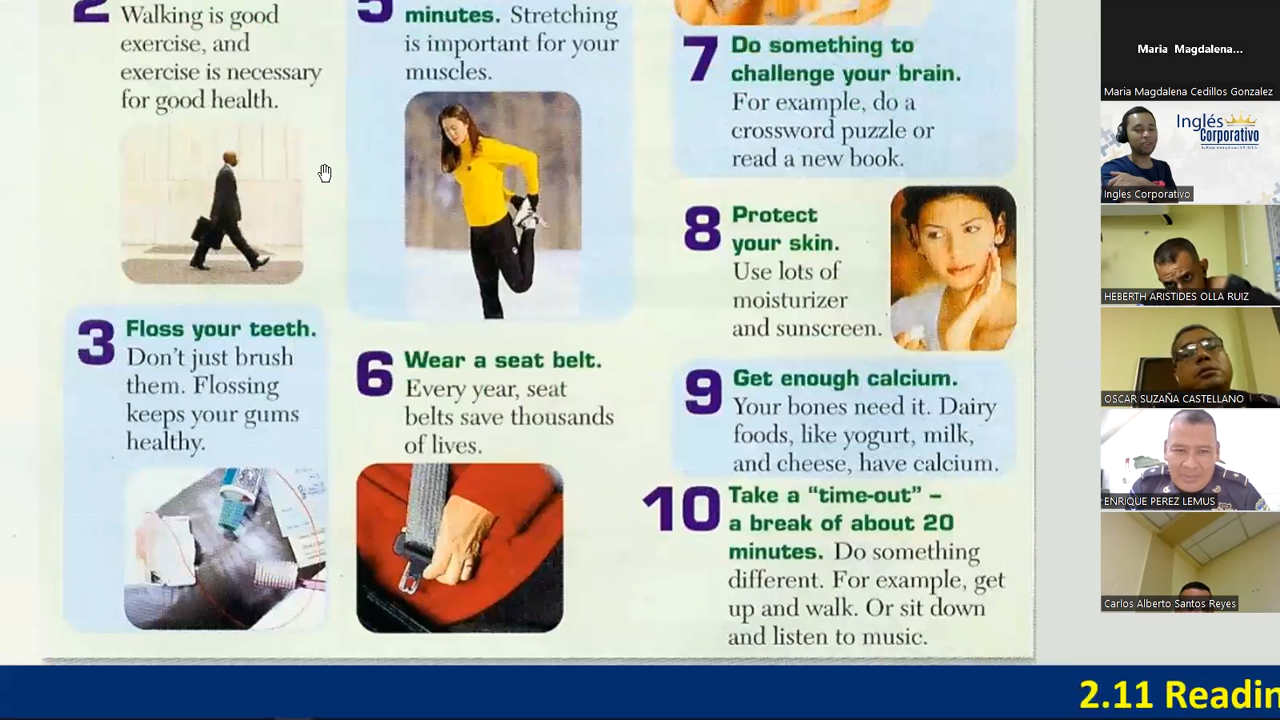 2
Walking is good
exercise, and
exercise is necessary
for good health.
3 Floss your teeth.
Don't just brush
them. Flossing
keeps your gums
healthy.
5 minutes. Stretching
is important for your
muscles.
6 Wear a seat belt.
Every year, seat
belts save thousands
of lives.
7 Do something to
challenge your brain.
For example, do a
crossword puzzle or
read a new book.
8 Protect
your skin.
Use lots of
moisturizer
and sunscreen.
9 Get enough calcium.
Your bones need it. Dairy
foods, like yogurt, milk,
and cheese, have calcium.
10 Take a "time-out" –
a break of about 20
minutes. Do something
different. For example, get
up and walk. Or sit down
and listen to music.
2.11 Readin
Maria Magdalena...
Maria Magdalena Cedillos Gonzalez
Inglés
Corporativo
Ingles Corporativo
HEBERTH ARISTIDES OLLA RUIZ
OSCAR SUZAÑA CASTELLANO
ENRIQUE PEREZ LEMUS
Carlos Alberto Santos Reyes